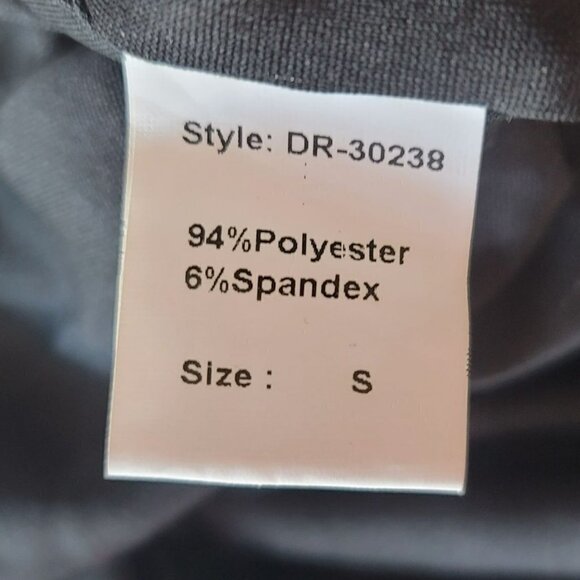 Style: DR-30238
94%Polyester
6%Spandex
Size : S